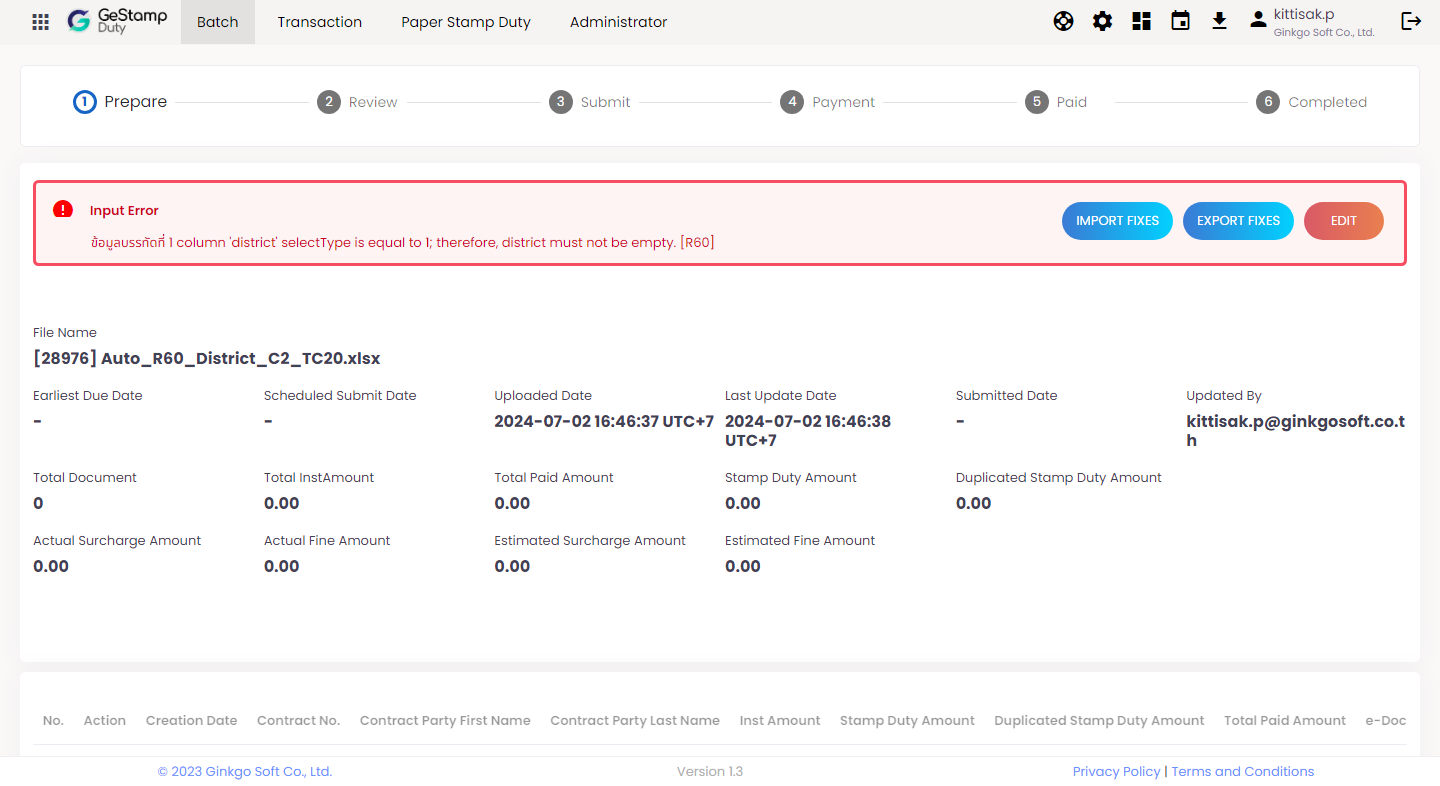 GeStamp
Duty
Batch
Transaction
Paper Stamp Duty
Administrator
kittisak.p
Ginkgo Soft Co., Ltd.
1 Prepare
2 Review
3 Submit
4 Payment
5 Paid
6 Completed
Input Error
ข้อมูลบรรทัดที่ 1 column 'district' selectType is equal to 1; therefore, district must not be empty. [R60]
IMPORT FIXES
EXPORT FIXES
EDIT
File Name
[28976] Auto_R60_District_C2_TC20.xlsx
Earliest Due Date
-
Scheduled Submit Date
-
Uploaded Date
2024-07-02 16:46:37 UTC+7
Last Update Date
2024-07-02 16:46:38
UTC+7
Submitted Date
-
Updated By
kittisak.p@ginkgosoft.co.t
h
Total Document
0
Total InstAmount
0.00
Total Paid Amount
0.00
Stamp Duty Amount
0.00
Duplicated Stamp Duty Amount
0.00
Actual Surcharge Amount
0.00
Actual Fine Amount
0.00
Estimated Surcharge Amount
0.00
Estimated Fine Amount
0.00
No. Action Creation Date Contract No. Contract Party First Name Contract Party Last Name Inst Amount Stamp Duty Amount Duplicated Stamp Duty Amount Total Paid Amount e-Doc
© 2023 Ginkgo Soft Co., Ltd.
Version 1.3
Privacy Policy | Terms and Conditions